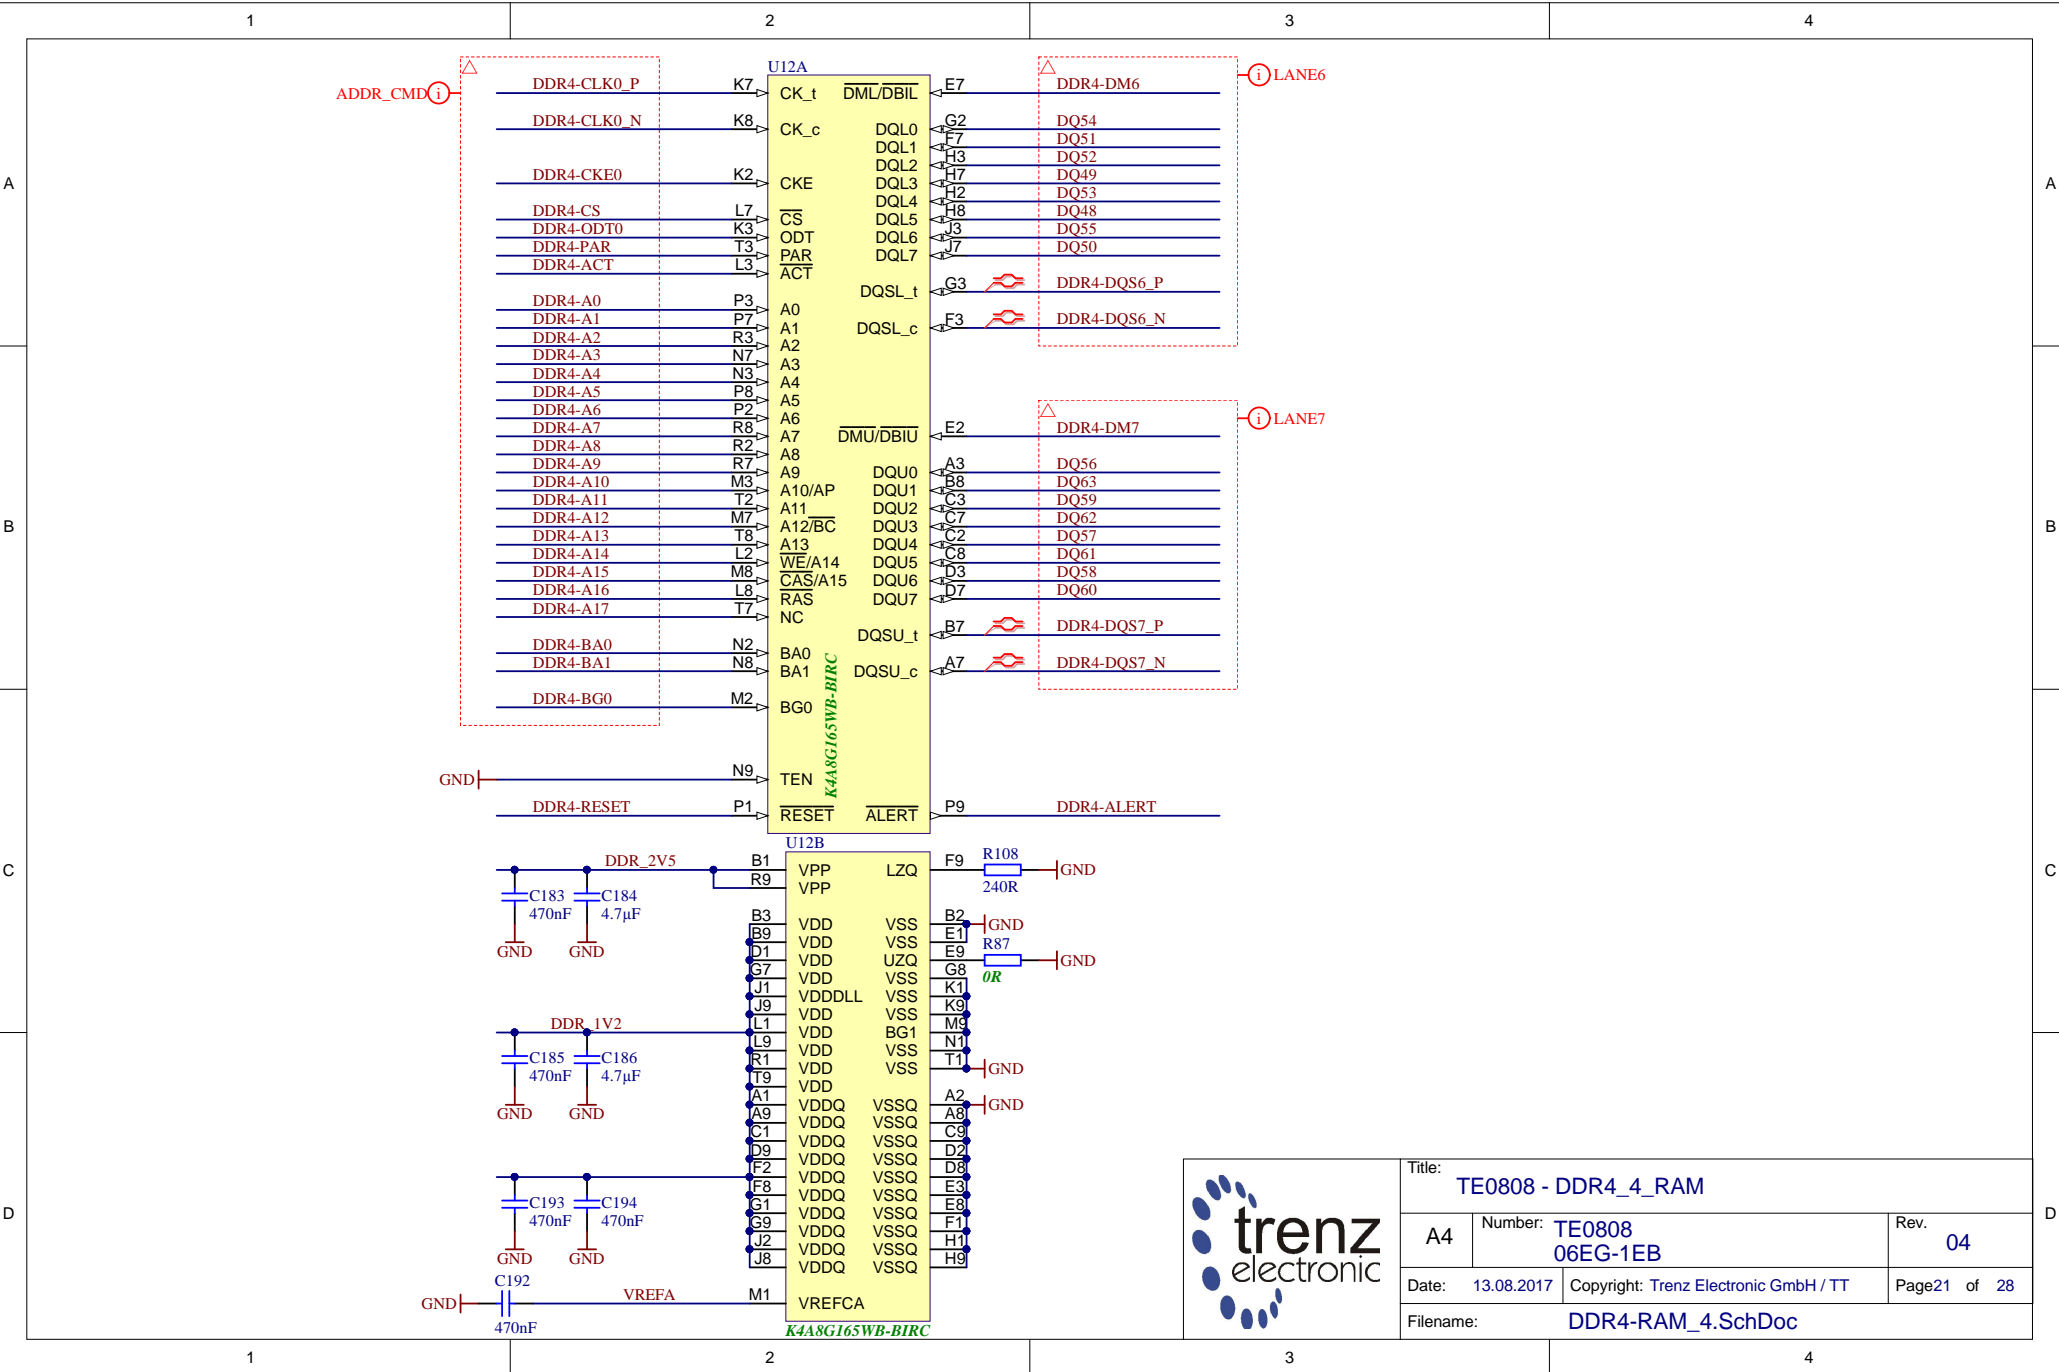 1 2 3 4
U12A
ADDR_CMD i
i LANE6
DDR4-CLK0_P K7 CK_t DML/DBIL E7 DDR4-DM6
DDR4-CLK0_N K8 CK_c DQL0 G2 DQ54
DQL1 F7 DQ51
DQL2 H3 DQ52
DDR4-CKE0 K2 CKE DQL3 H7 DQ49
DQL4 H2 DQ53
DDR4-CS L7 CS DQL5 H8 DQ48
DDR4-ODT0 K3 ODT DQL6 J3 DQ55
DDR4-PAR T3 PAR DQL7 J7 DQ50
DDR4-ACT L3 ACT
DQSL_t G3 DDR4-DQS6_P
DDR4-A0 P3 A0
DDR4-A1 P7 A1 DQSL_c F3 DDR4-DQS6_N
DDR4-A2 R3 A2
DDR4-A3 N7 A3
DDR4-A4 N3 A4
DDR4-A5 P8 A5
DDR4-A6 P2 A6
i LANE7
DDR4-A7 R8 A7 DMU/DBIU E2 DDR4-DM7
DDR4-A8 R2 A8
DDR4-A9 R7 A9 DQU0 A3 DQ56
DDR4-A10 M3 A10/AP DQU1 B8 DQ63
DDR4-A11 T2 A11 DQU2 C3 DQ59
DDR4-A12 M7 A12/BC DQU3 C7 DQ62
DDR4-A13 T8 A13 DQU4 C2 DQ57
DDR4-A14 L2 WE/A14 DQU5 C8 DQ61
DDR4-A15 M8 CAS/A15 DQU6 D3 DQ58
DDR4-A16 L8 RAS DQU7 D7 DQ60
DDR4-A17 T7 NC
DQSU_t B7 DDR4-DQS7_P
DDR4-BA0 N2 BA0
DDR4-BA1 N8 BA1 DQSU_c A7 DDR4-DQS7_N
DDR4-BG0 M2 BG0
K4A8G165WB-BIRC
GND N9 TEN
DDR4-RESET P1 RESET ALERT P9 DDR4-ALERT
U12B
DDR_2V5 B1 VPP LZQ F9 R108 240R GND
R9 VPP
C183 470nF GND
C184 4.7µF GND
B3 VDD VSS B2 GND
B9 VDD VSS E1
D1 VDD UZQ E9 R87 0R GND
G7 VDD VSS G8
J1 VDDDLL VSS K1
J9 VDD VSS K9
DDR_1V2 L1 VDD BG1 M9
L9 VDD VSS N1
R1 VDD VSS T1 GND
T9 VDD
C185 470nF GND
C186 4.7µF GND
A1 VDDQ VSSQ A2 GND
A9 VDDQ VSSQ A8
C1 VDDQ VSSQ C9
D9 VDDQ VSSQ D2
F2 VDDQ VSSQ D8
F8 VDDQ VSSQ E3
G1 VDDQ VSSQ E8
G9 VDDQ VSSQ F1
J2 VDDQ VSSQ H1
J8 VDDQ VSSQ H9
C193 470nF GND
C194 470nF GND
GND C192 470nF VREFA M1 VREFCA
K4A8G165WB-BIRC
A A
B B
C C
D D
trenz
electronic
Title:
TE0808 - DDR4_4_RAM
A4 Number: TE0808
06EG-1EB
Rev.
04
Date: 13.08.2017 Copyright: Trenz Electronic GmbH / TT Page21 of 28
Filename: DDR4-RAM_4.SchDoc
1 2 3 4